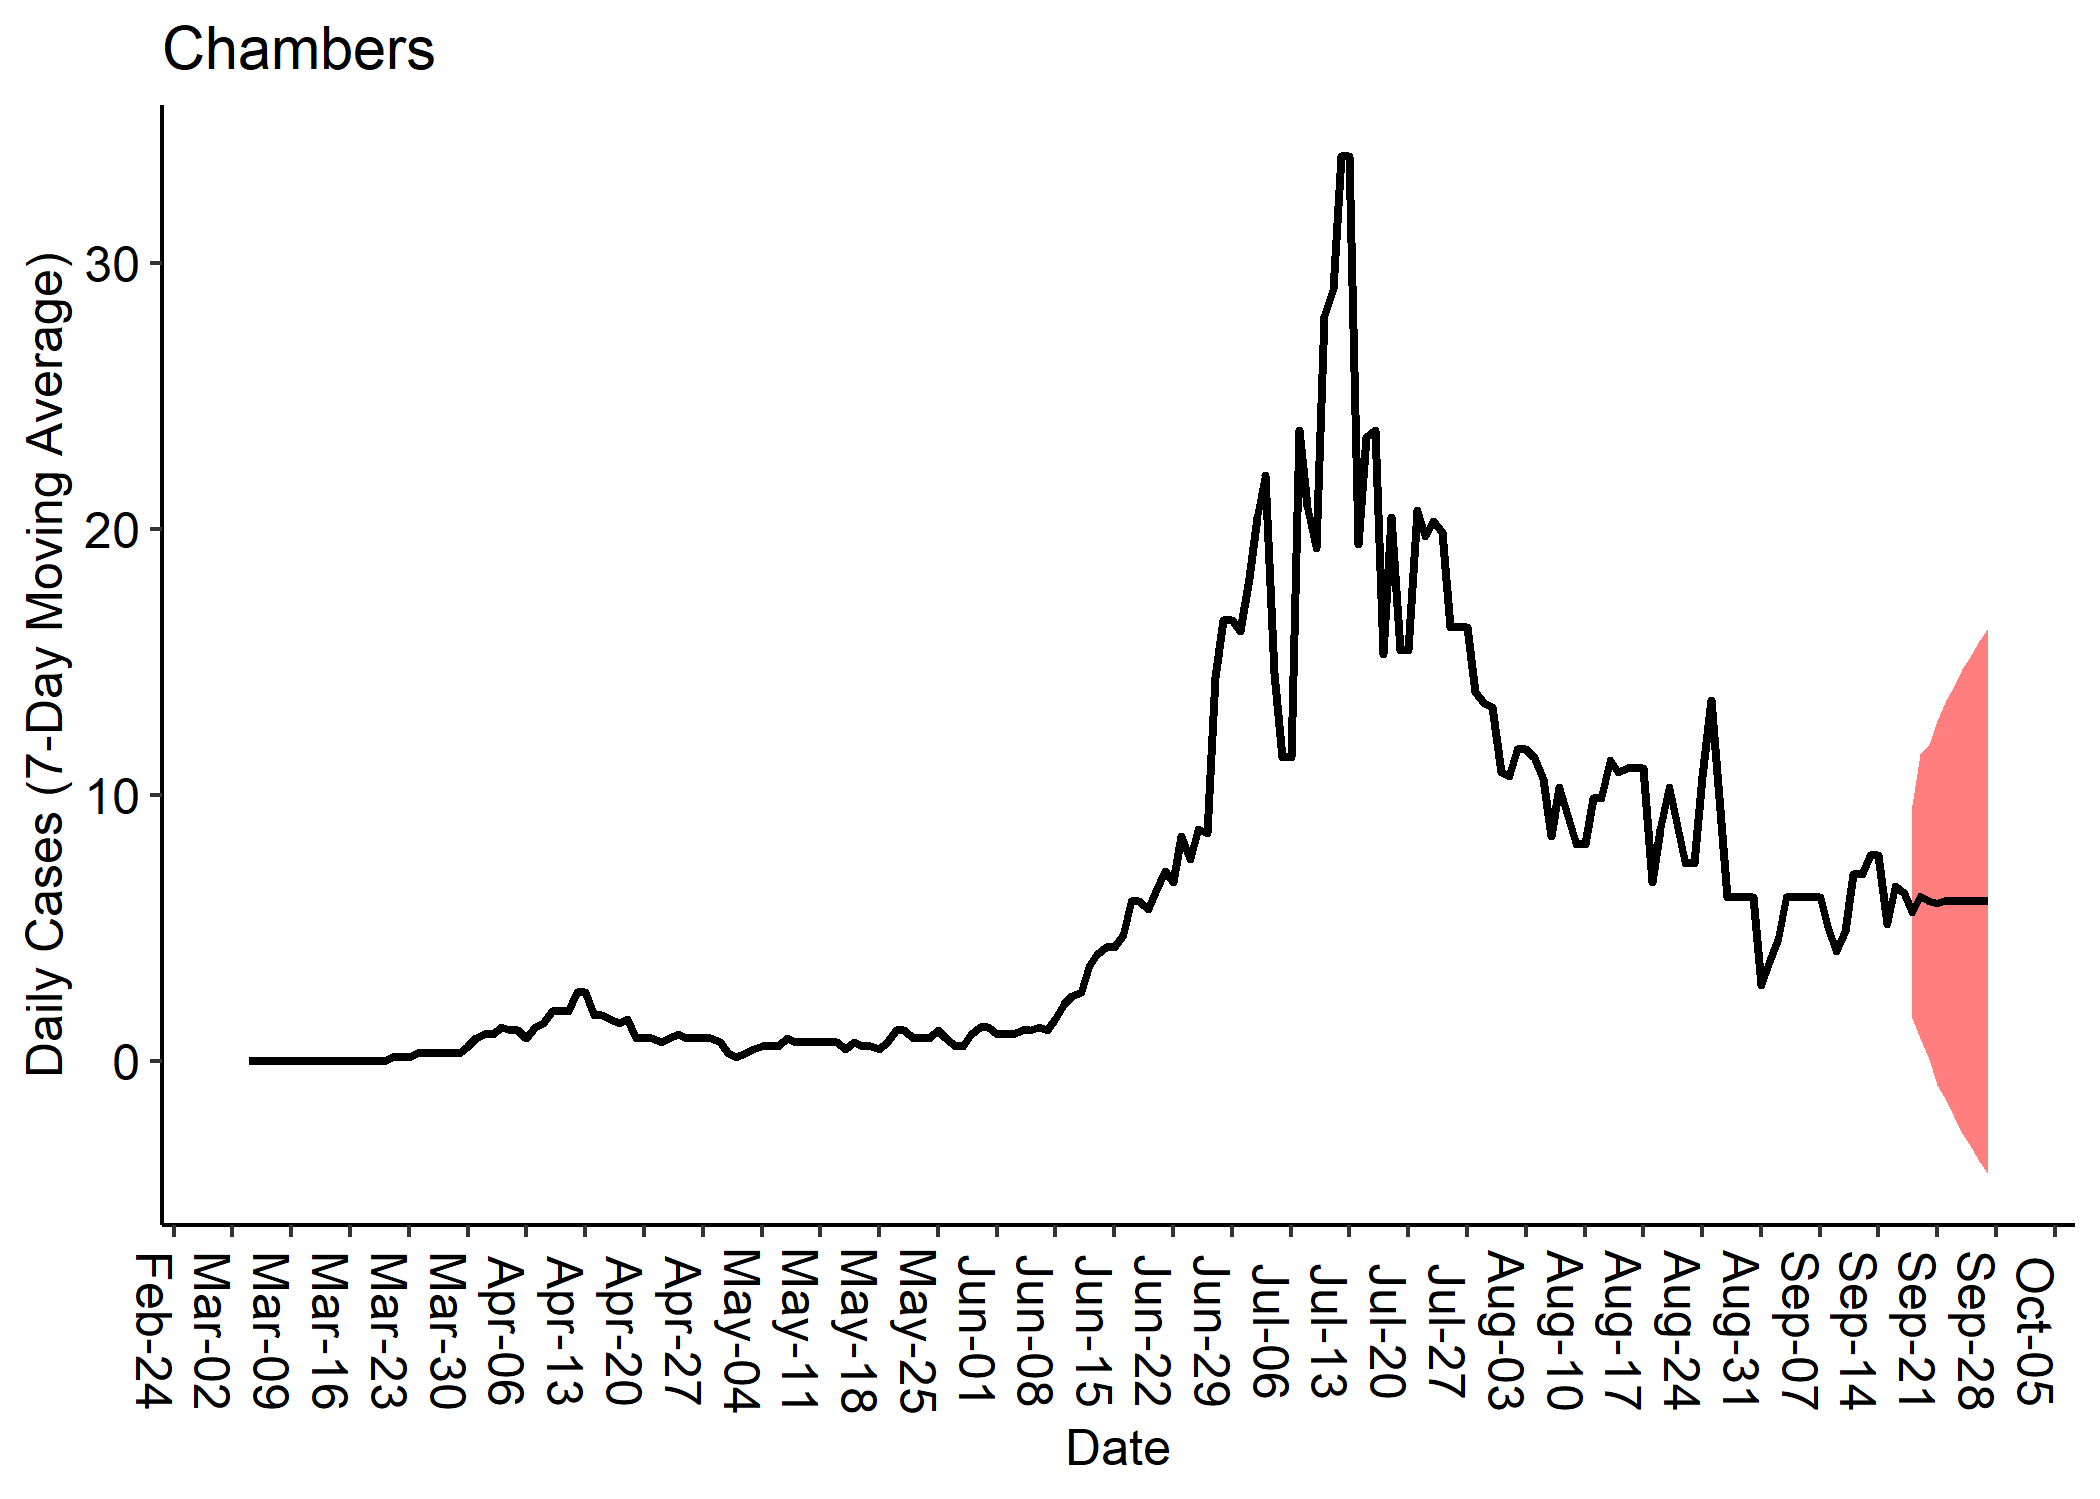 Chambers
Daily Cases (7-Day Moving Average)
30
20
10
0
Feb-24
Mar-02
Mar-09
Mar-16
Mar-23
Mar-30
Apr-06
Apr-13
Apr-20
Apr-27
May-04
May-11
May-18
May-25
Jun-01
Jun-08
Jun-15
Jun-22
Jun-29
Jul-06
Jul-13
Jul-20
Jul-27
Aug-03
Aug-10
Aug-17
Aug-24
Aug-31
Sep-07
Sep-14
Sep-21
Sep-28
Oct-05
Date